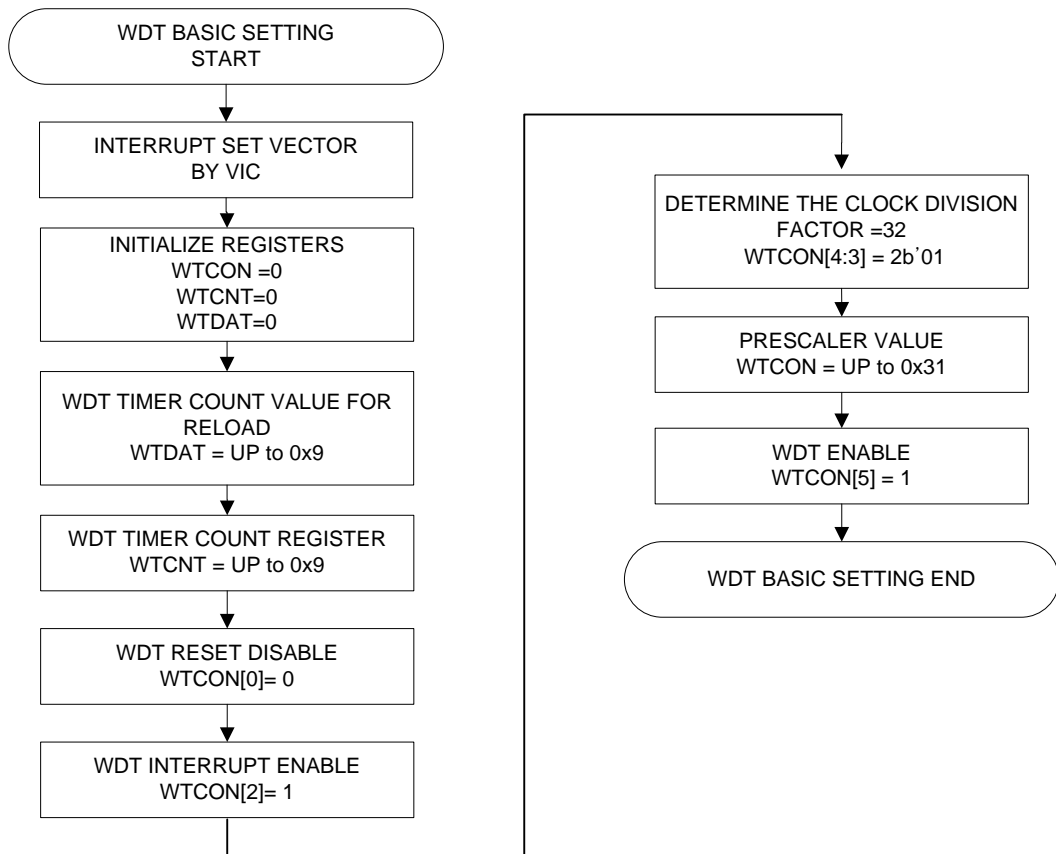 WDT BASIC SETTING
START
INTERRUPT SET VECTOR
BY VIC
INITIALIZE REGISTERS
WTCON =0
WTCNT=0
WTDAT=0
WDT TIMER COUNT VALUE FOR
RELOAD
WTDAT = UP to 0x9
WDT TIMER COUNT REGISTER
WTCNT = UP to 0x9
WDT RESET DISABLE
WTCON[0]= 0
WDT INTERRUPT ENABLE
WTCON[2]= 1
DETERMINE THE CLOCK DIVISION
FACTOR =32
WTCON[4:3] = 2b’01
PRESCALER VALUE
WTCON = UP to 0x31
WDT ENABLE
WTCON[5] = 1
WDT BASIC SETTING END